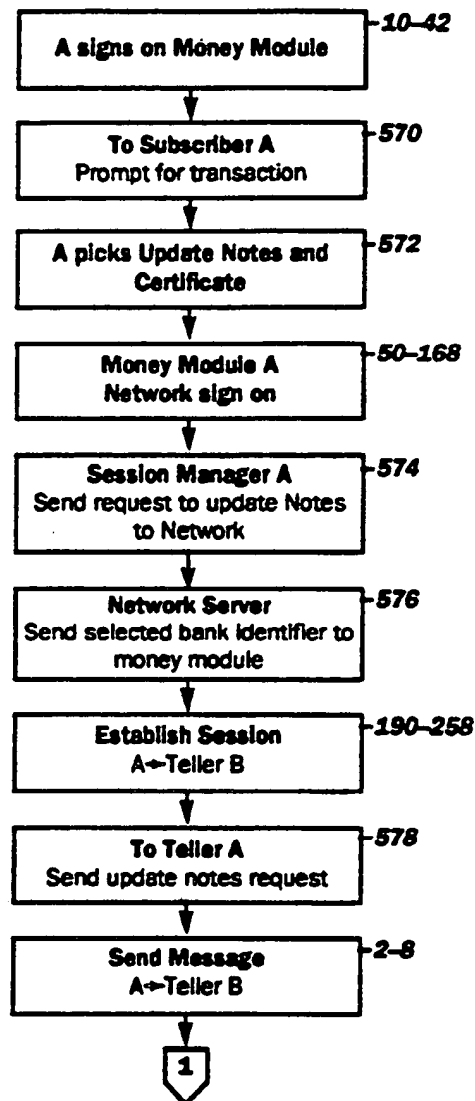 A signs on Money Module
10–42
To Subscriber A
Prompt for transaction
570
A picks Update Notes and
Certificate
572
Money Module A
Network sign on
50–168
Session Manager A
Send request to update Notes
to Network
574
Network Server
Send selected bank identifier to
money module
576
Establish Session
A→Teller B
190–258
To Teller A
Send update notes request
578
Send Message
A→Teller B
2–8
1